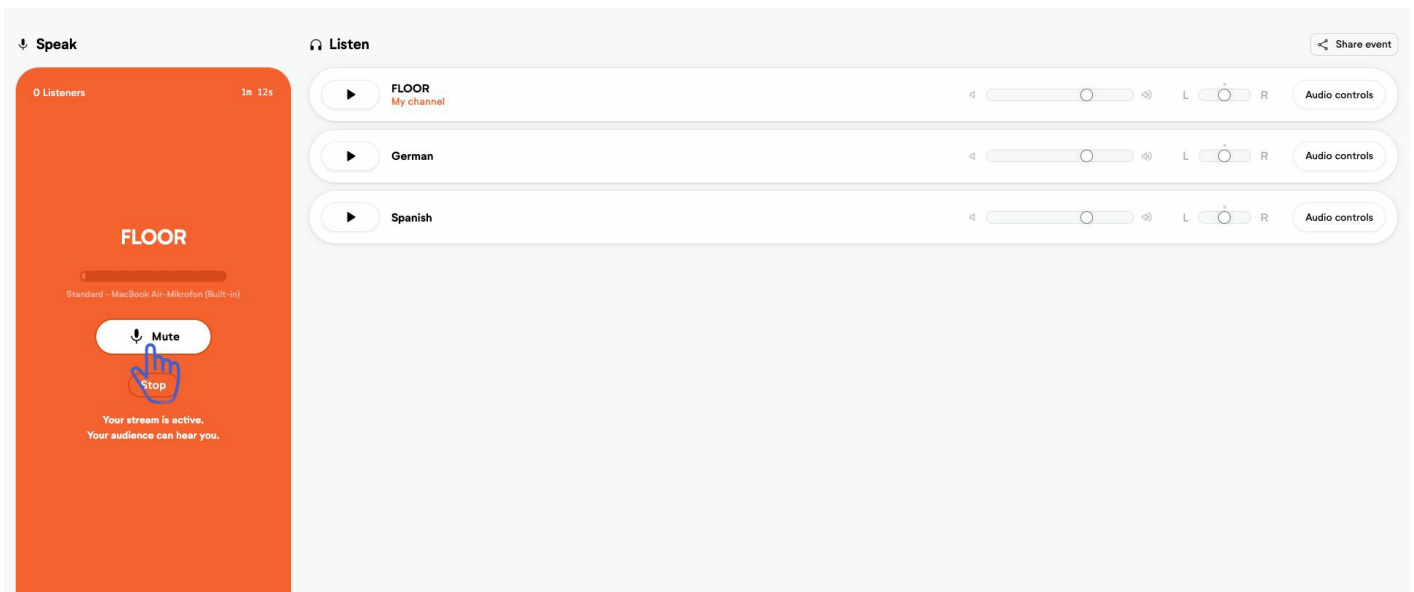 Speak
0 Listeners 1m 12s
FLOOR
Standard - MacBook Air-Mikrofon (Built-in)
Mute
Stop
Your stream is active.
Your audience can hear you.
Listen
Share event
FLOOR
My channel
L R
Audio controls
German
L R
Audio controls
Spanish
L R
Audio controls